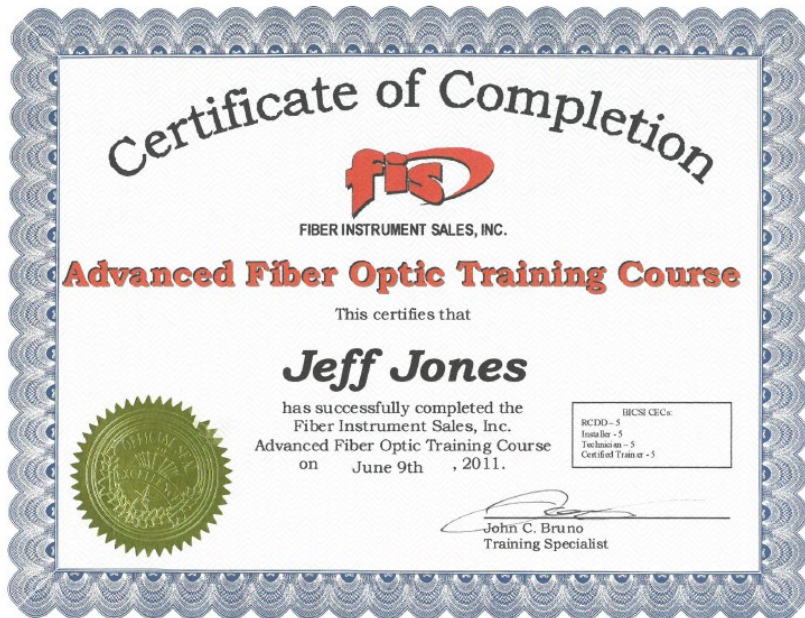 Certificate of Completion
fis
FIBER INSTRUMENT SALES, INC.
Advanced Fiber Optic Training Course
This certifies that
Jeff Jones
has successfully completed the
Fiber Instrument Sales, Inc.
Advanced Fiber Optic Training Course
on June 9th , 2011.
BICSI CECs:
RCDD – 5
Installer - 5
Technician – 5
Certified Trainer - 5
OFFICIAL
EXCELLENCE
John C. Bruno
Training Specialist